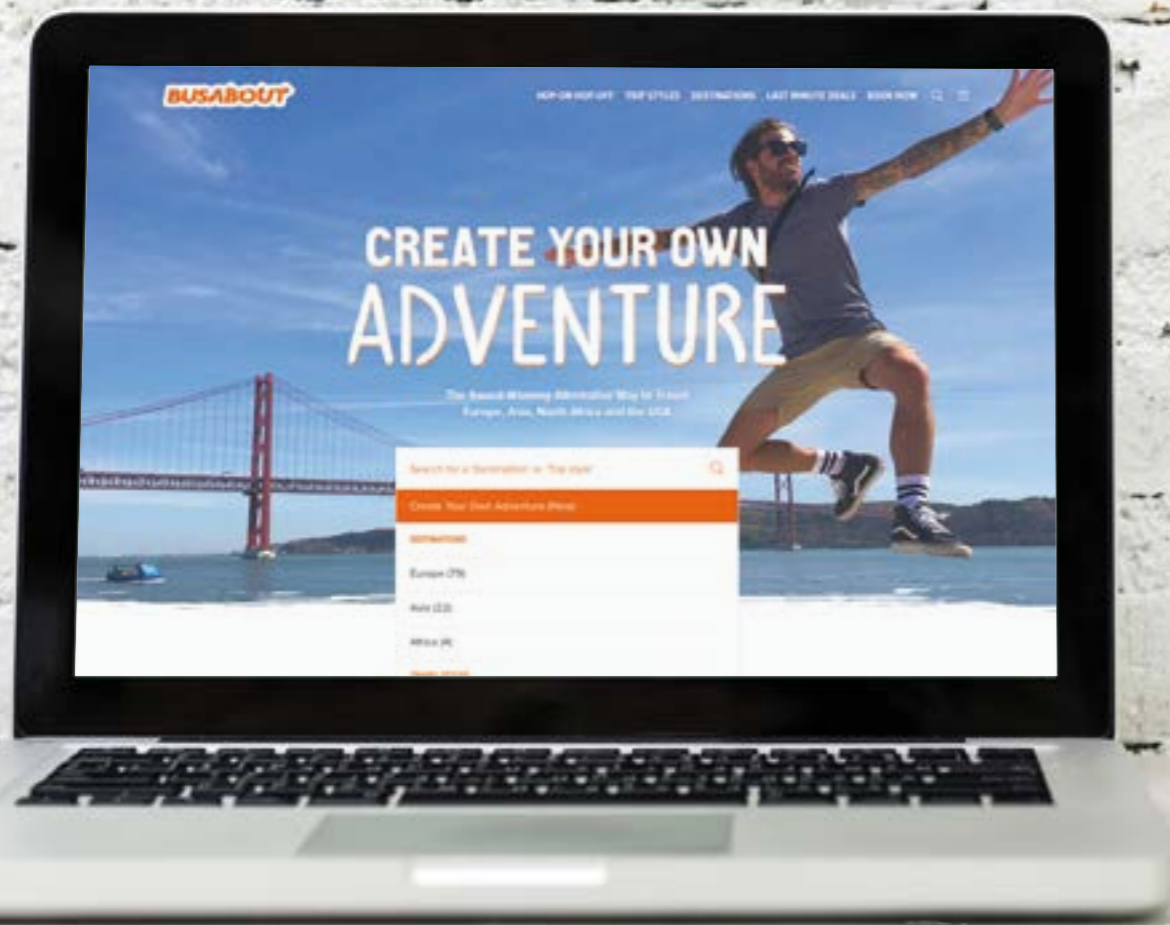 BUSABOUT
HOP-ON HOP-OFF TRIP STYLES DESTINATIONS LAST MINUTE DEALS BOOK NOW
CREATE YOUR OWN
ADVENTURE
The Award-Winning Alternative Way to Travel
Europe, Asia, North Africa and the USA
Search for a 'Destination' or 'Trip style'
Create Your Own Adventure
DESTINATIONS
Europe (79)
Asia
Africa (4)